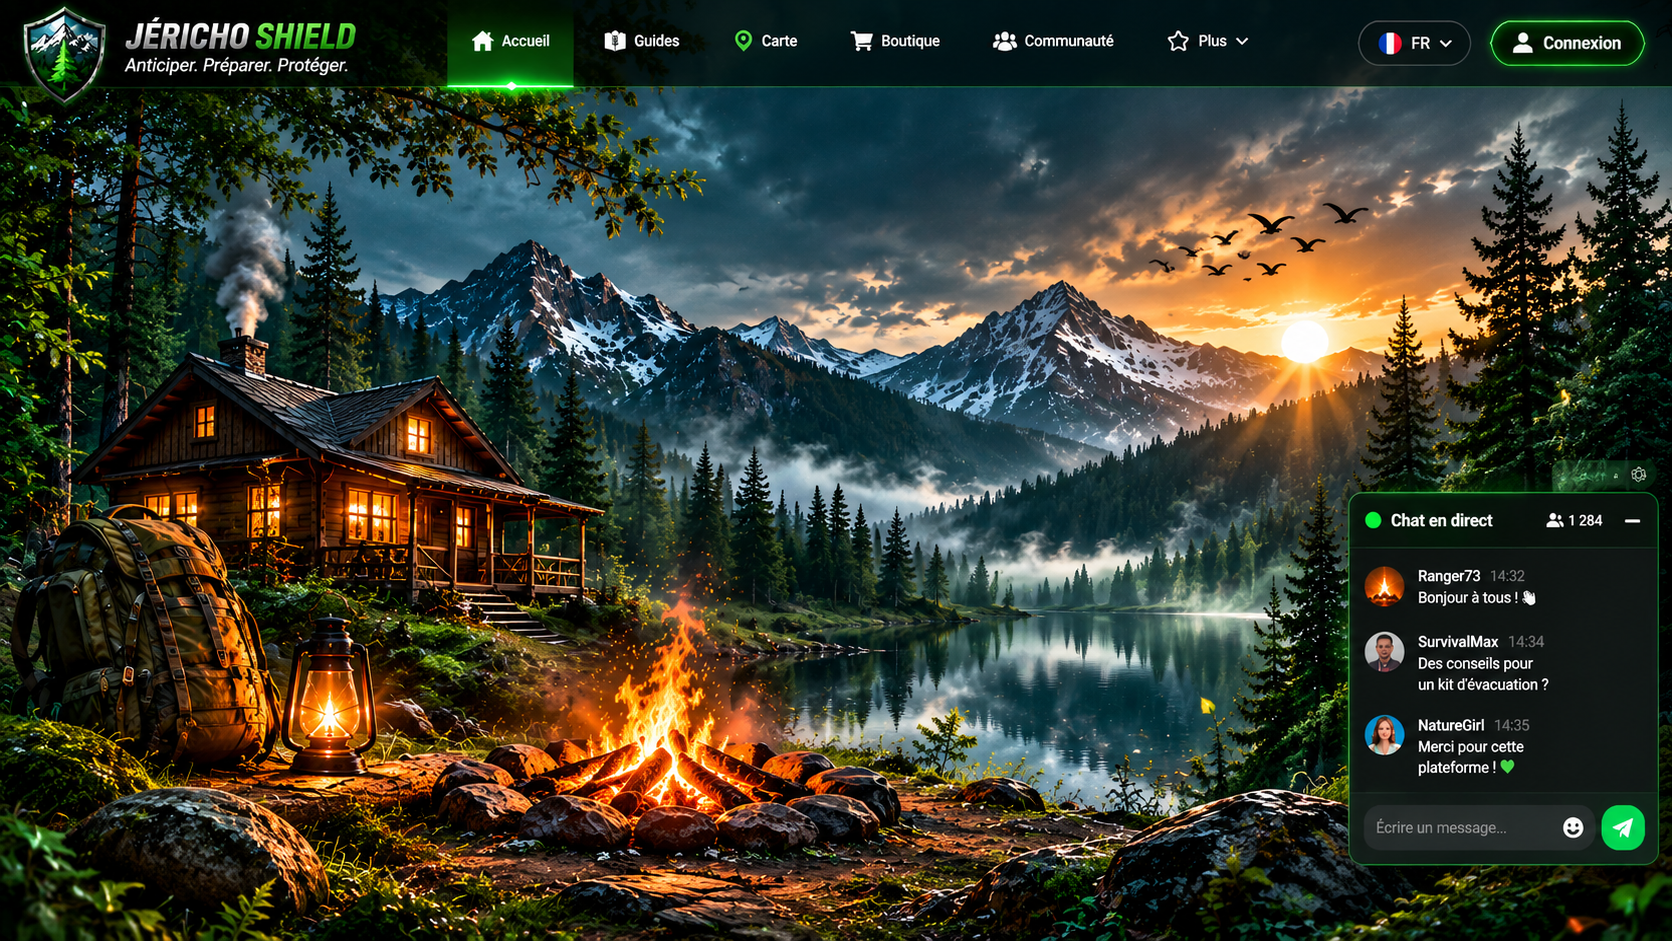 JÉRICHO SHIELD
Anticiper. Préparer. Protéger.
Accueil
Guides
Carte
Boutique
Communauté
Plus
FR
Connexion
Chat en direct
1 284
Ranger73 14:32
Bonjour à tous !
SurvivalMax 14:34
Des conseils pour
un kit d'évacuation ?
NatureGirl 14:35
Merci pour cette
plateforme !
Écrire un message...